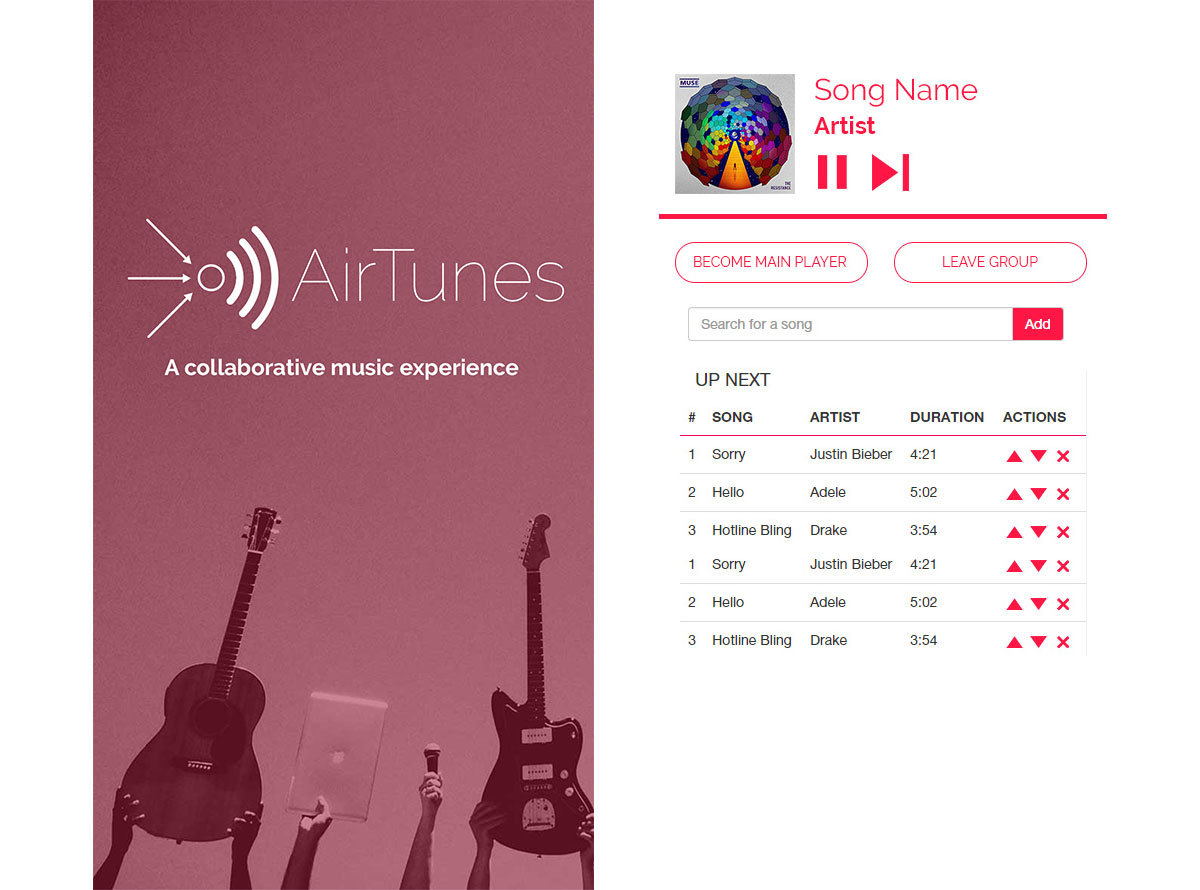 AirTunes
A collaborative music experience
MUSE
THE
RESISTANCE
Song Name
Artist
BECOME MAIN PLAYER LEAVE GROUP
Search for a song Add
UP NEXT
# SONG ARTIST DURATION ACTIONS
1 Sorry Justin Bieber 4:21
2 Hello Adele 5:02
3 Hotline Bling Drake 3:54
1 Sorry Justin Bieber 4:21
2 Hello Adele 5:02
3 Hotline Bling Drake 3:54